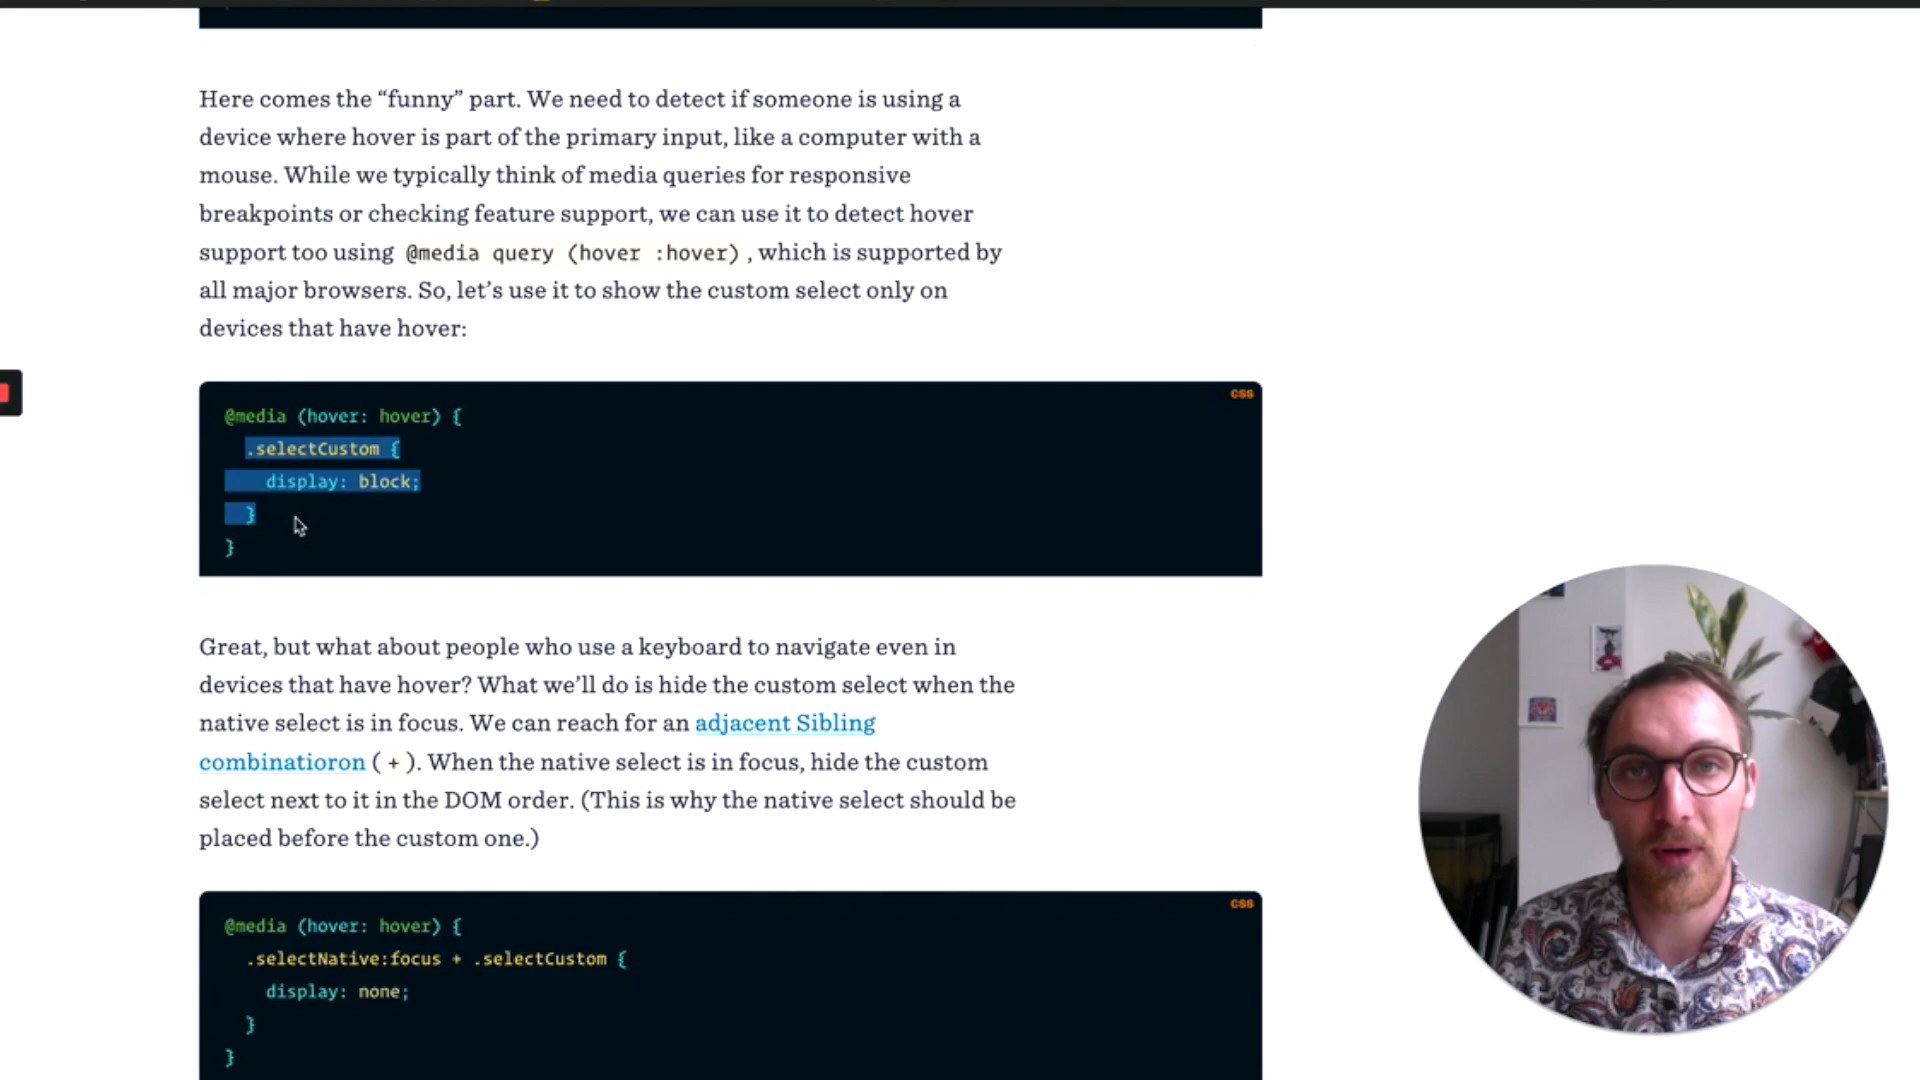 Here comes the “funny” part. We need to detect if someone is using a
device where hover is part of the primary input, like a computer with a
mouse. While we typically think of media queries for responsive
breakpoints or checking feature support, we can use it to detect hover
support too using @media query (hover :hover), which is supported by
all major browsers. So, let’s use it to show the custom select only on
devices that have hover:
CSS
@media (hover: hover) {
.selectCustom {
display: block;
}
}
Great, but what about people who use a keyboard to navigate even in
devices that have hover? What we’ll do is hide the custom select when the
native select is in focus. We can reach for an adjacent Sibling
combinatioron (+). When the native select is in focus, hide the custom
select next to it in the DOM order. (This is why the native select should be
placed before the custom one.)
CSS
@media (hover: hover) {
.selectNative:focus + .selectCustom {
display: none;
}
}